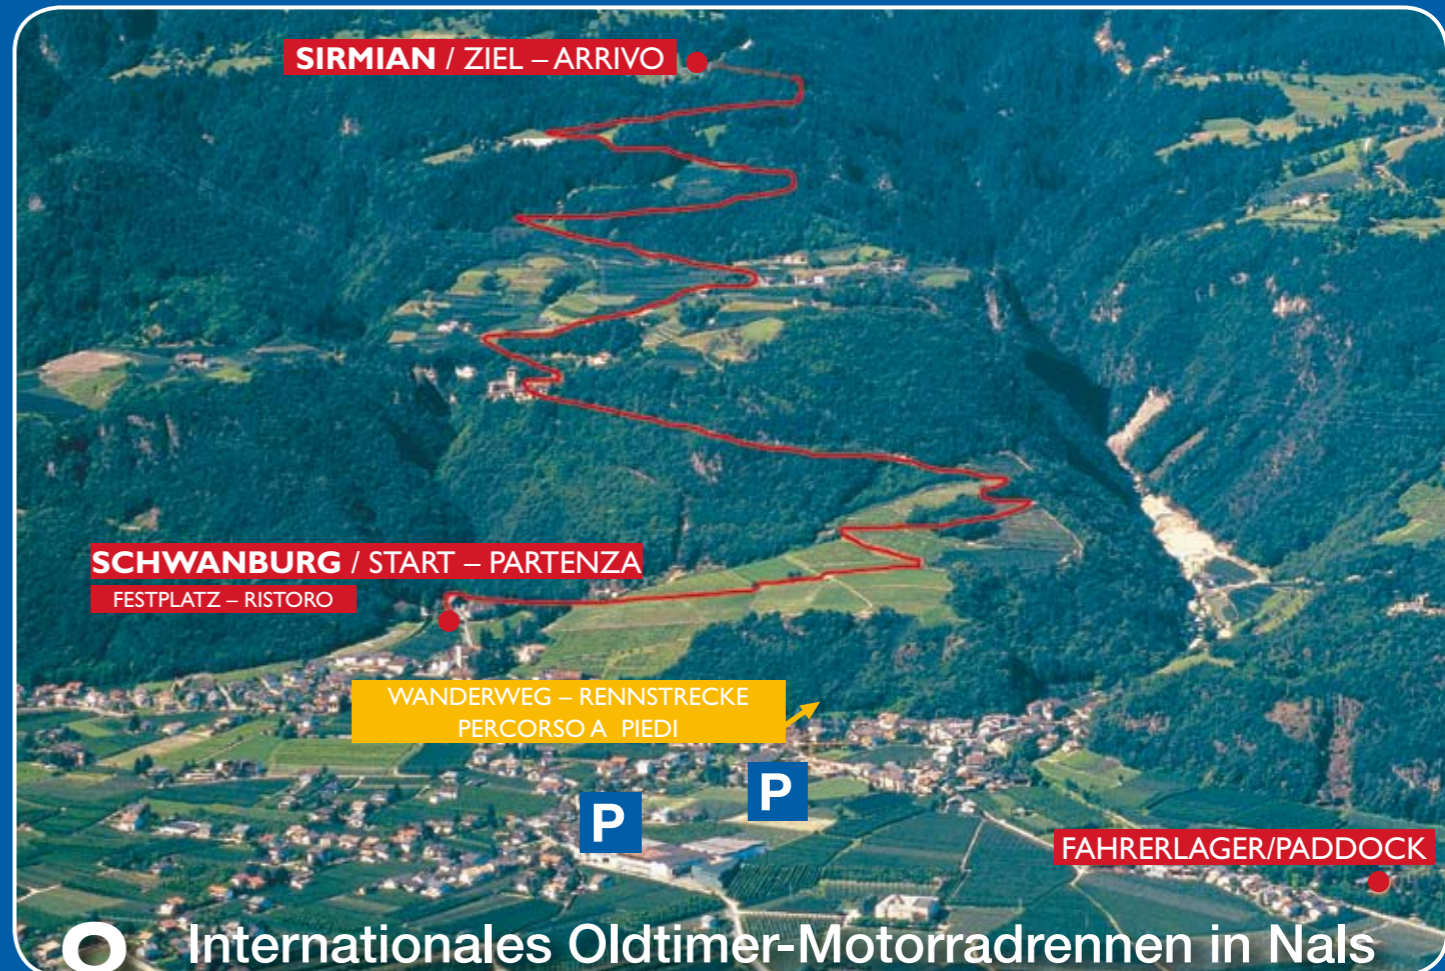 SIRMIAN / ZIEL – ARRIVO
SCHWANBURG / START – PARTENZA
FESTPLATZ – RISTORO
WANDERWEG – RENNSTRECKE
PERCORSO A PIEDI
P
P
FAHRERLAGER/PADDOCK
Internationales Oldtimer-Motorradrennen in Nals